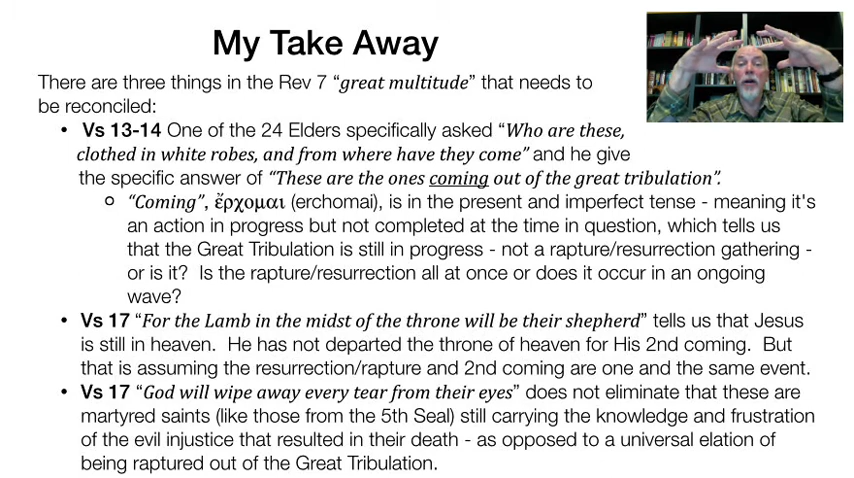 My Take Away
There are three things in the Rev 7 “great multitude” that needs to
be reconciled:
• Vs 13-14 One of the 24 Elders specifically asked “Who are these,
clothed in white robes, and from where have they come” and he give
the specific answer of “These are the ones coming out of the great tribulation”.
○ “Coming”, ἔρχομαι (erchomai), is in the present and imperfect tense - meaning it's
an action in progress but not completed at the time in question, which tells us
that the Great Tribulation is still in progress - not a rapture/resurrection gathering -
or is it? Is the rapture/resurrection all at once or does it occur in an ongoing
wave?
• Vs 17 “For the Lamb in the midst of the throne will be their shepherd” tells us that Jesus
is still in heaven. He has not departed the throne of heaven for His 2nd coming. But
that is assuming the resurrection/rapture and 2nd coming are one and the same event.
• Vs 17 “God will wipe away every tear from their eyes” does not eliminate that these are
martyred saints (like those from the 5th Seal) still carrying the knowledge and frustration
of the evil injustice that resulted in their death - as opposed to a universal elation of
being raptured out of the Great Tribulation.